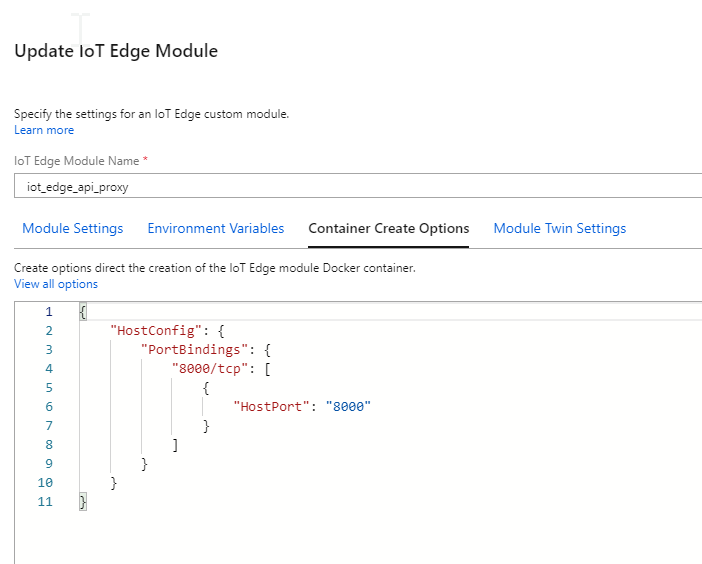 Update IoT Edge Module
Specify the settings for an IoT Edge custom module.
Learn more
IoT Edge Module Name *
iot_edge_api_proxy
Module Settings Environment Variables Container Create Options Module Twin Settings
Create options direct the creation of the IoT Edge module Docker container.
View all options
1 {
2 "HostConfig": {
3 "PortBindings": {
4 "8000/tcp": [
5 {
6 "HostPort": "8000"
7 }
8 ]
9 }
10 }
11 }